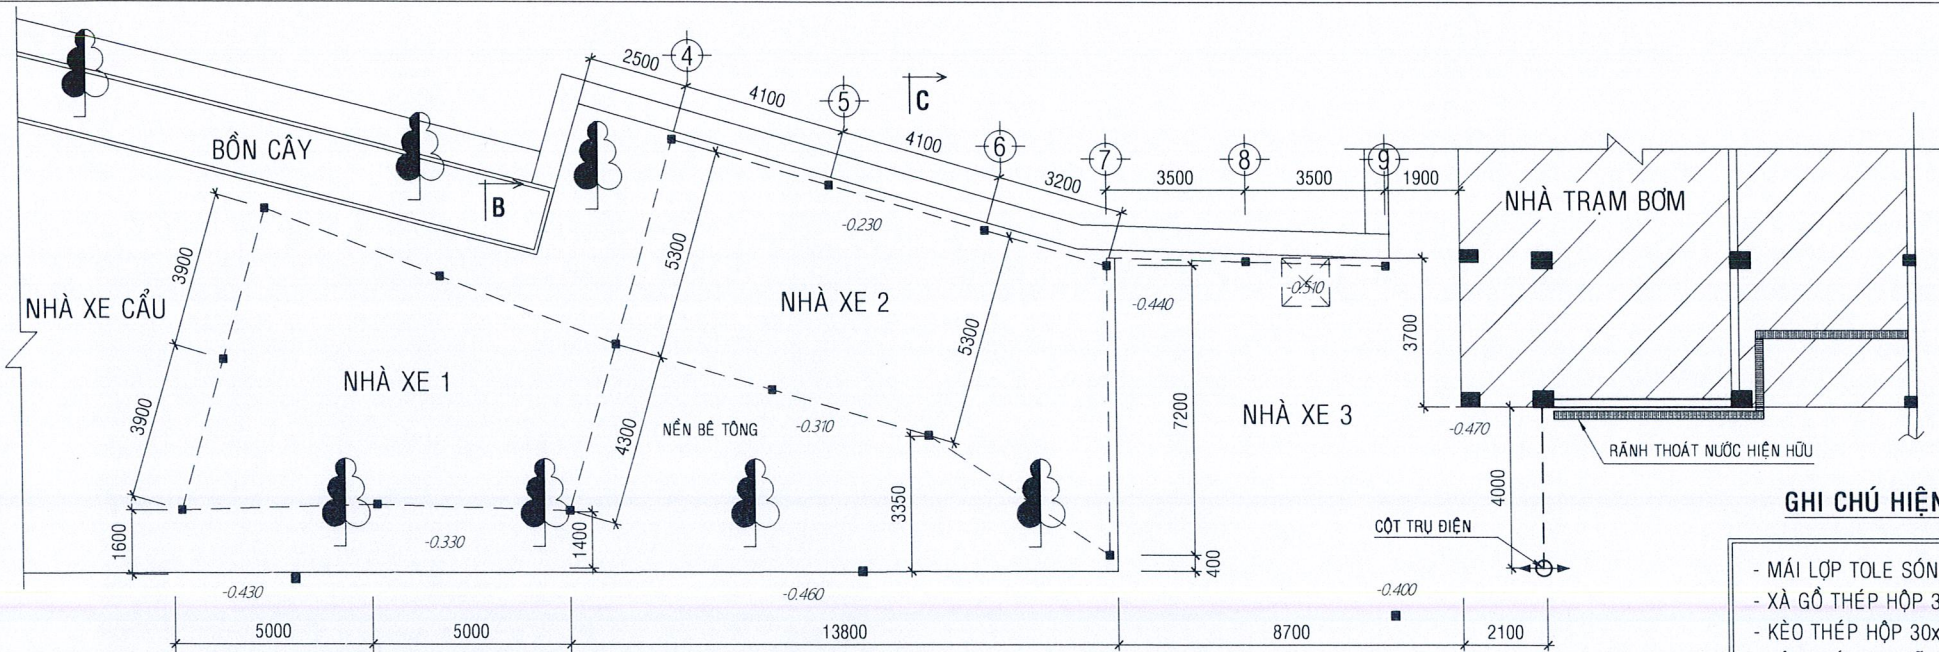 2500
4
4100
5
C
4100
6
3200
7
8
9
3500
3500
1900
BỒN CÂY
B
NHÀ TRẠM BƠM
3900
5300
-0.230
NHÀ XE CẨU
NHÀ XE 2
-0.440
-0.510
5300
3700
NHÀ XE 1
3900
4300
NỀN BÊ TÔNG
-0.310
7200
NHÀ XE 3
-0.470
RÃNH THOÁT NƯỚC HIỆN HỮU
3350
4000
GHI CHÚ HIỆN
CỘT TRỤ ĐIỆN
1600
-0.330
1400
400
-0.430
-0.460
-0.400
- MÁI LỢP TOLE SÓN
- XÀ GỒ THÉP HỘP 3
- KÈO THÉP HỘP 30x
5000
5000
13800
8700
2100